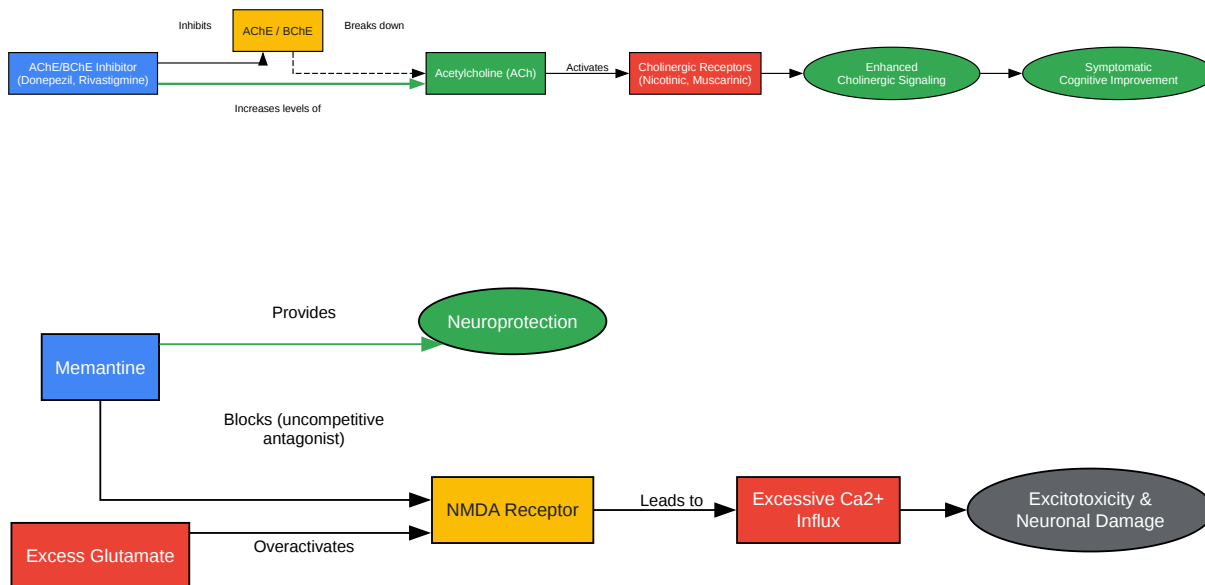 Inhibits
AChE / BChE
Breaks down
AChE/BChE Inhibitor
(Donepezil, Rivastigmine)
Increases levels of
Acetylcholine (ACh)
Activates
Cholinergic Receptors
(Nicotinic, Muscarinic)
Enhanced
Cholinergic Signaling
Symptomatic
Cognitive Improvement
Provides
Neuroprotection
Memantine
Blocks (uncompetitive
antagonist)
NMDA Receptor
Leads to
Excessive Ca2+
Influx
Excitotoxicity &
Neuronal Damage
Excess Glutamate
Overactivates